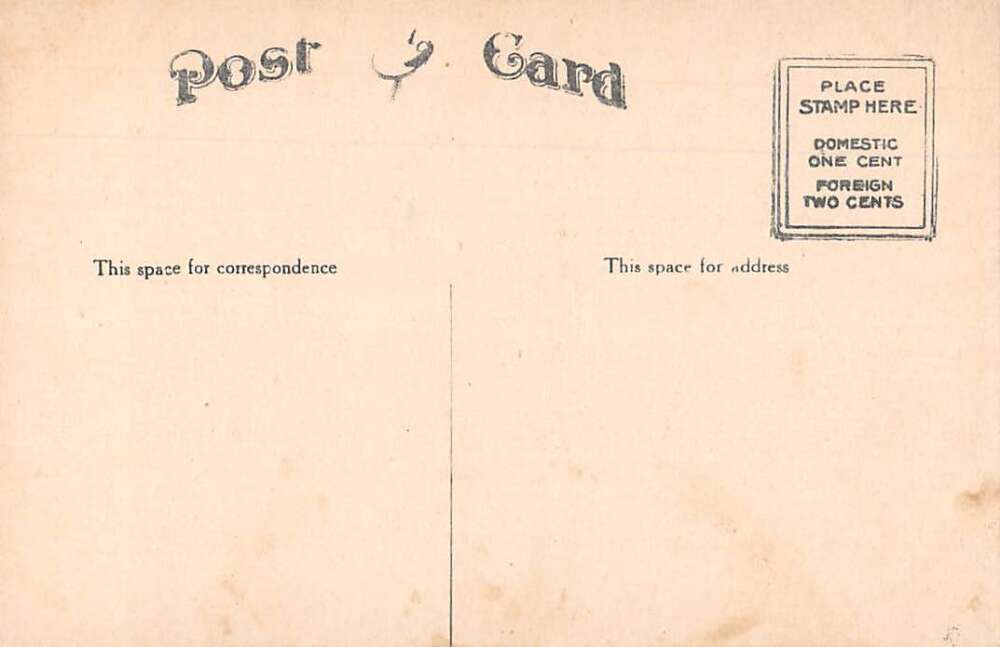 Post Card
PLACE
STAMP HERE
DOMESTIC
ONE CENT
FOREIGN
TWO CENTS
This space for correspondence
This space for address